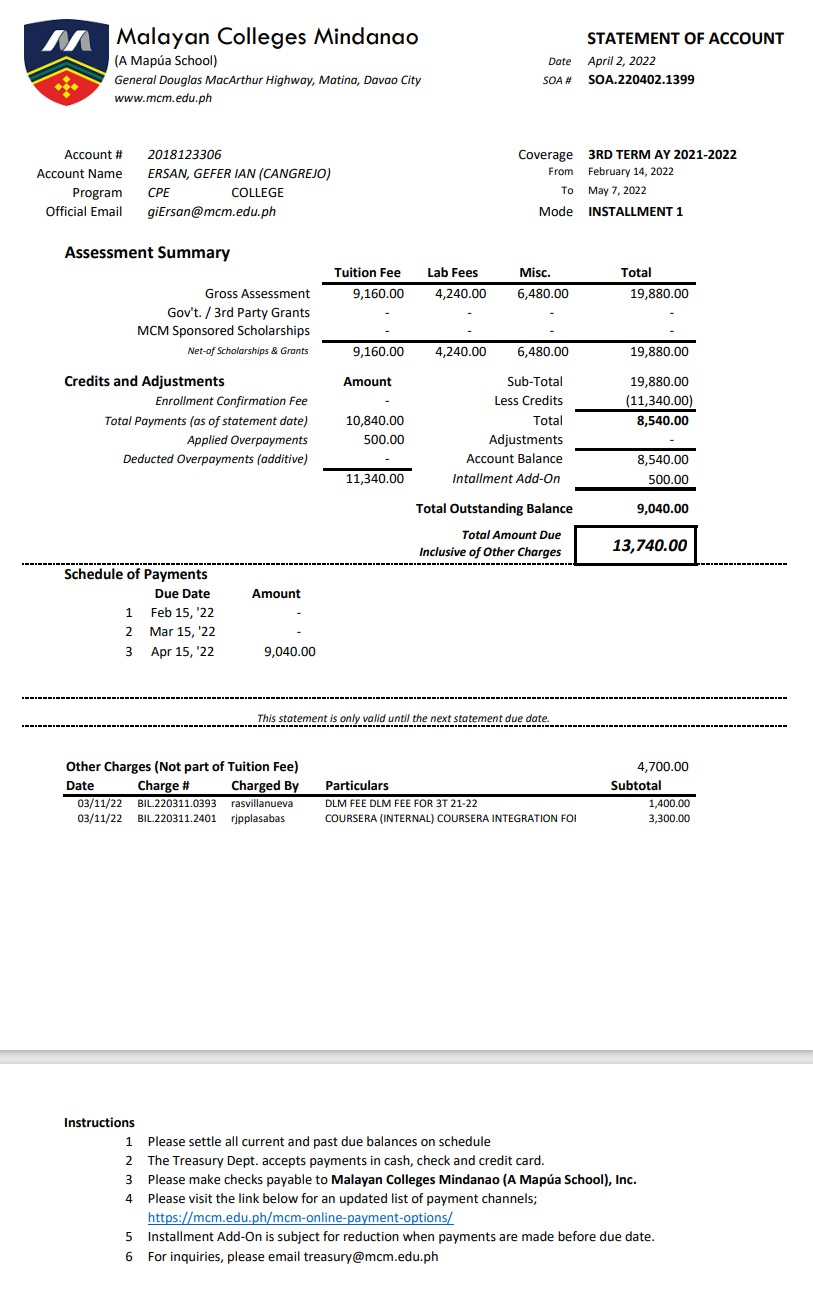 Malayan Colleges Mindanao
STATEMENT OF ACCOUNT
(A Mapúa School)
Date April 2, 2022
General Douglas MacArthur Highway, Matina, Davao City
SOA # SOA.220402.1399
www.mcm.edu.ph
Account # 2018123306
Coverage 3RD TERM AY 2021-2022
Account Name ERSAN, GEFER IAN (CANGREJO)
From February 14, 2022
Program CPE COLLEGE
To May 7, 2022
Official Email giErsan@mcm.edu.ph
Mode INSTALLMENT 1
Assessment Summary
Tuition Fee Lab Fees Misc. Total
Gross Assessment 9,160.00 4,240.00 6,480.00 19,880.00
Gov't. / 3rd Party Grants - - - -
MCM Sponsored Scholarships - - - -
Net-of Scholarships & Grants 9,160.00 4,240.00 6,480.00 19,880.00
Credits and Adjustments Amount Sub-Total 19,880.00
Enrollment Confirmation Fee - Less Credits (11,340.00)
Total Payments (as of statement date) 10,840.00 Total 8,540.00
Applied Overpayments 500.00 Adjustments -
Deducted Overpayments (additive) - Account Balance 8,540.00
11,340.00 Intallment Add-On 500.00
Total Outstanding Balance 9,040.00
Total Amount Due
Inclusive of Other Charges 13,740.00
Schedule of Payments
Due Date Amount
1 Feb 15, '22 -
2 Mar 15, '22 -
3 Apr 15, '22 9,040.00
This statement is only valid until the next statement due date.
Other Charges (Not part of Tuition Fee) 4,700.00
Date Charge # Charged By Particulars Subtotal
03/11/22 BIL.220311.0393 rasvillanueva DLM FEE DLM FEE FOR 3T 21-22 1,400.00
03/11/22 BIL.220311.2401 rjpplasabas COURSERA (INTERNAL) COURSERA INTEGRATION FOI 3,300.00
Instructions
1 Please settle all current and past due balances on schedule
2 The Treasury Dept. accepts payments in cash, check and credit card.
3 Please make checks payable to Malayan Colleges Mindanao (A Mapúa School), Inc.
4 Please visit the link below for an updated list of payment channels;
https://mcm.edu.ph/mcm-online-payment-options/
5 Installment Add-On is subject for reduction when payments are made before due date.
6 For inquiries, please email treasury@mcm.edu.ph